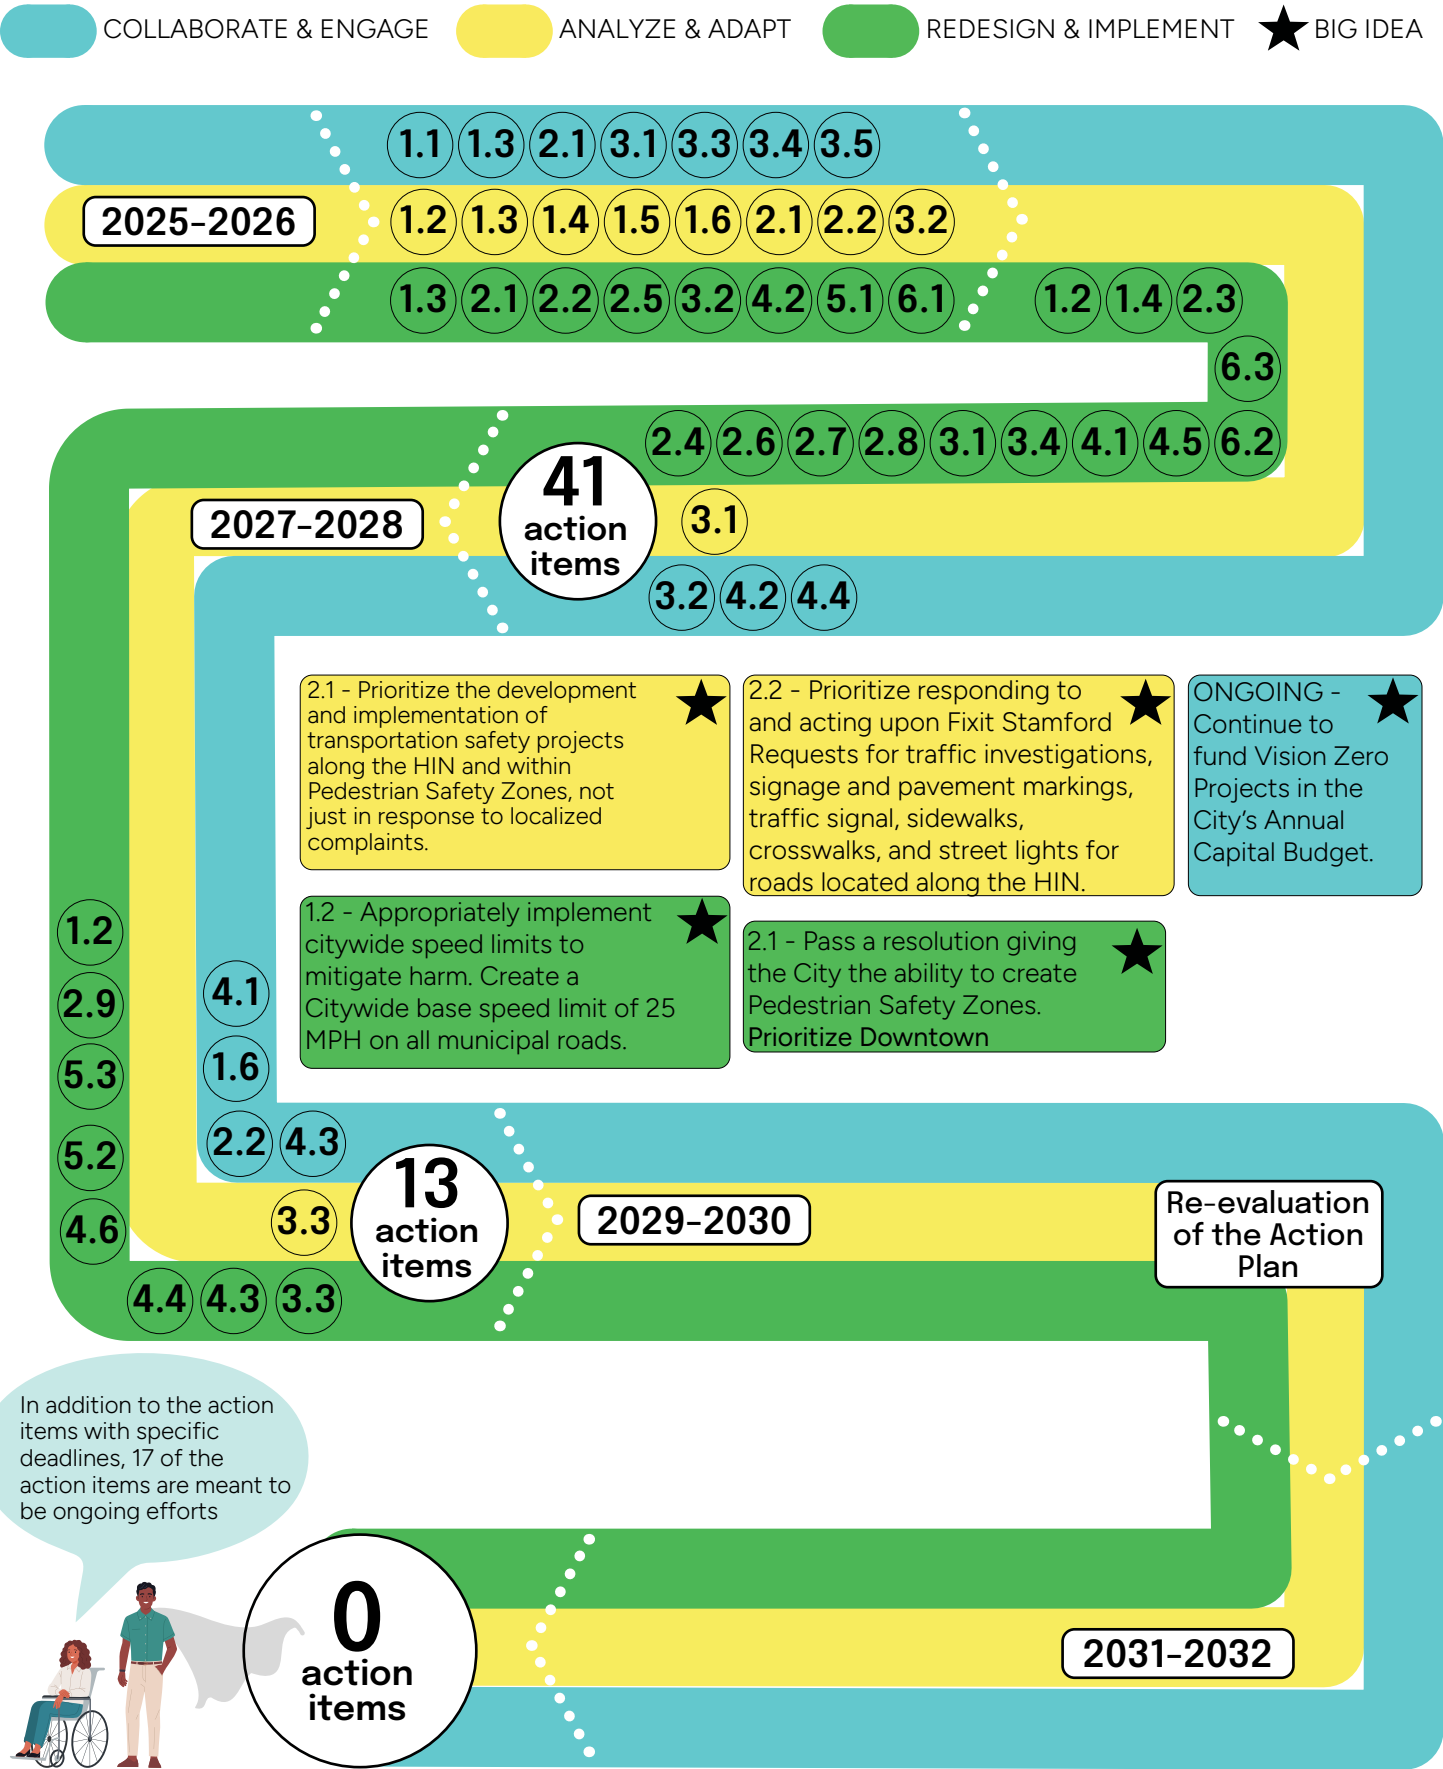 COLLABORATE & ENGAGE
ANALYZE & ADAPT
REDESIGN & IMPLEMENT
BIG IDEA
1.1 1.3 2.1 3.1 3.3 3.4 3.5
2025-2026
1.2 1.3 1.4 1.5 1.6 2.1 2.2 3.2
1.3 2.1 2.2 2.5 3.2 4.2 5.1 6.1
1.2 1.4 2.3
6.3
2.4 2.6 2.7 2.8 3.1 3.4 4.1 4.5 6.2
2027-2028
41
action
items
3.1
3.2 4.2 4.4
2.1 - Prioritize the development
and implementation of
transportation safety projects
along the HIN and within
Pedestrian Safety Zones, not
just in response to localized
complaints.
2.2 - Prioritize responding to
and acting upon Fixit Stamford
Requests for traffic investigations,
signage and pavement markings,
traffic signal, sidewalks,
crosswalks, and street lights for
roads located along the HIN.
ONGOING -
Continue to
fund Vision Zero
Projects in the
City's Annual
Capital Budget.
1.2 - Appropriately implement
citywide speed limits to
mitigate harm. Create a
Citywide base speed limit of 25
MPH on all municipal roads.
2.1 - Pass a resolution giving
the City the ability to create
Pedestrian Safety Zones.
Prioritize Downtown
1.2
2.9
5.3
5.2
4.6
4.1
1.6
2.2 4.3
3.3
4.4 4.3 3.3
13
action
items
2029-2030
Re-evaluation
of the Action
Plan
In addition to the action
items with specific
deadlines, 17 of the
action items are meant to
be ongoing efforts
0
action
items
2031-2032